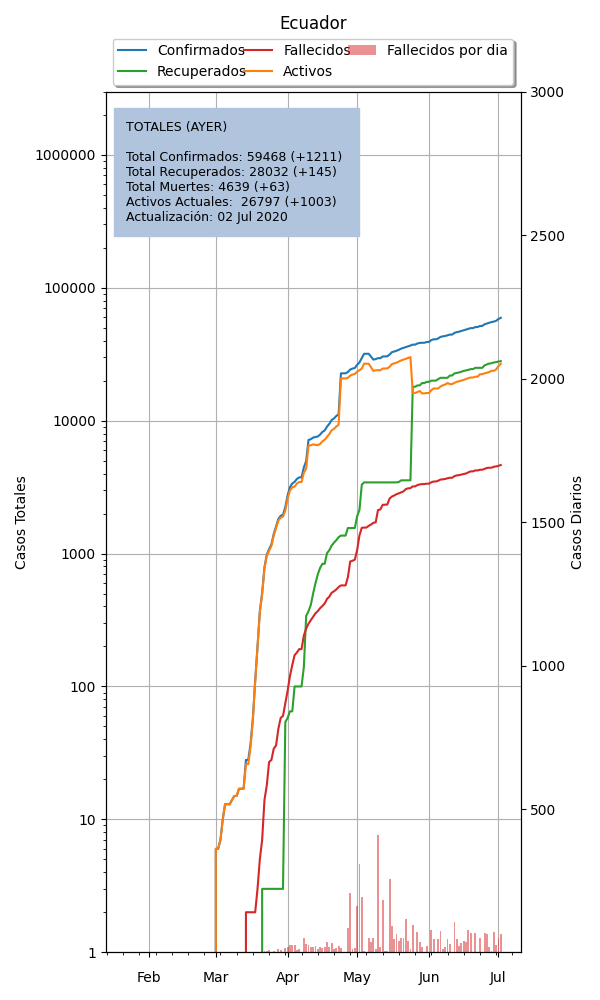 Ecuador
Confirmados Fallecidos Fallecidos por dia
Recuperados Activos
TOTALES (AYER)
Total Confirmados: 59468 (+1211)
Total Recuperados: 28032 (+145)
Total Muertes: 4639 (+63)
Activos Actuales:  26797 (+1003)
Actualización: 02 Jul 2020
Casos Totales
1000000
100000
10000
1000
100
10
1
3000
2500
2000
1500
1000
500
Casos Diarios
Feb Mar Apr May Jun Jul